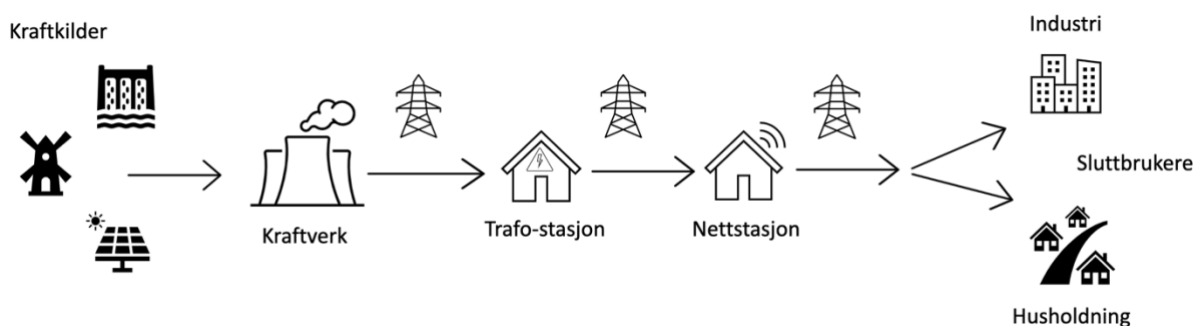 Kraftkilder
Kraftverk
Trafo-stasjon
Nettstasjon
Industri
Sluttbrukere
Husholdning